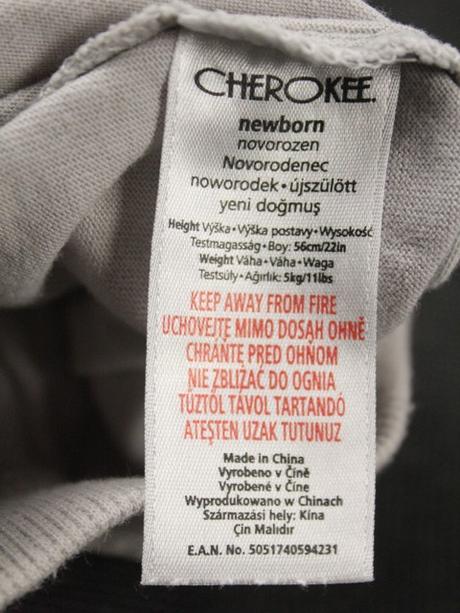 CHEROKEE.
newborn
novorozen
Novorodenec
noworodek • újszülött
yeni doğmuş
Height Výška • Výška postavy • Wysokość
Testmagasság • Boy: 56cm/22in
Weight Váha • Váha • Waga
Testsúly • Ağırlık: 5kg/11lbs
KEEP AWAY FROM FIRE
UCHOVEJTE MIMO DOSAH OHNĚ
CHRÁŇTE PRED OHŇOM
NIE ZBLIŻAĆ DO OGNIA
TŰZTŐL TÁVOL TARTANDÓ
ATEŞTEN UZAK TUTUNUZ
Made in China
Vyrobeno v Číně
Vyrobené v Číne
Wyprodukowano w Chinach
Származási hely: Kína
Çin Malıdır
E.A.N. No. 5051740594231